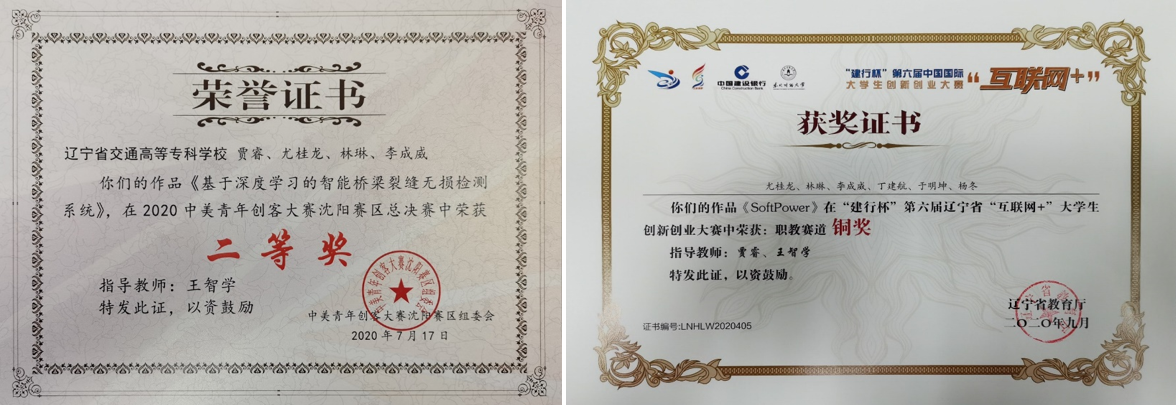 荣誉证书
辽宁省交通高等专科学校 贾睿、尤桂龙、林琳、李成威
你们的作品《基于深度学习的智能桥梁裂缝无损检测
系统》，在2020中美青年创客大赛沈阳赛区总决赛中荣获
二等奖
指导教师：王智学
特发此证，以资鼓励
中美青年创客大赛沈阳赛区组委会
2020年7月17日
中国建设银行
China Construction Bank
“建行杯”第六届中国国际
大学生创新创业大赛
“互联网+”
获奖证书
尤桂龙、林琳、李成威、丁建航、于明坤、杨冬
你们的作品《SoftPower》在“建行杯”第六届辽宁省“互联网+”大学生
创新创业大赛中荣获：职教赛道 铜奖
指导教师：贾睿、王智学
特发此证，以资鼓励。
辽宁省教育厅
二〇二〇年九月
证书编号:LNHLW2020405